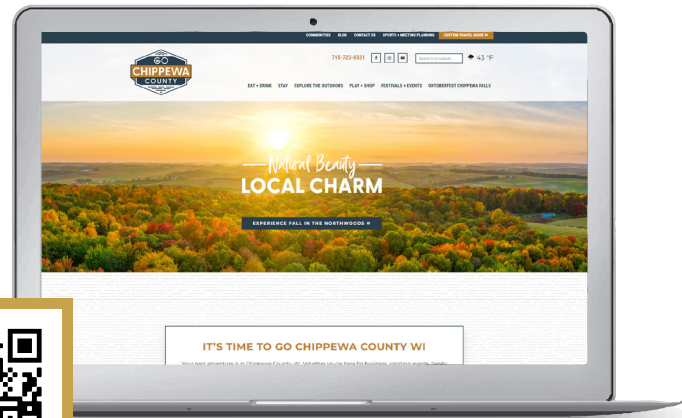 COMMUNITIES BLOG CONTACT US SPORTS + MEETING PLANNING CUSTOM TRAVEL GUIDE »
715-723-0331 43 °F
GO
CHIPPEWA
COUNTY
EAT + DRINK STAY EXPLORE THE OUTDOORS PLAY + SHOP FESTIVALS + EVENTS OKTOBERFEST CHIPPEWA FALLS
Natural Beauty
LOCAL CHARM
EXPERIENCE FALL IN THE NORTHWOODS »
IT'S TIME TO GO CHIPPEWA COUNTY WI